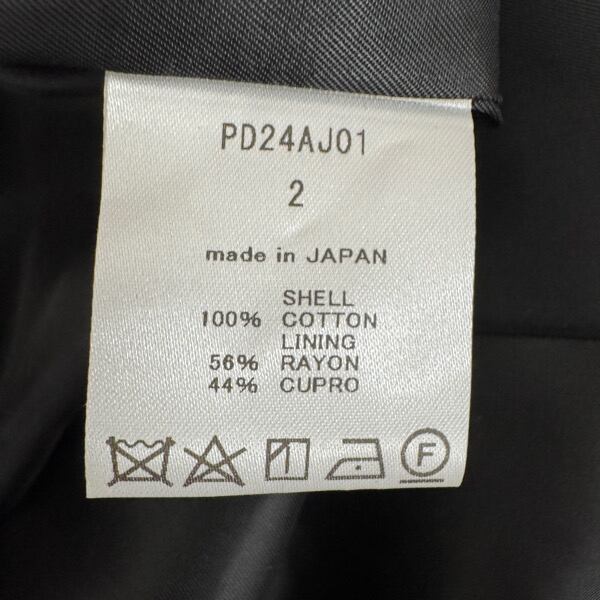 PD24AJ01
2
made in JAPAN
SHELL
100% COTTON
LINING
56% RAYON
44% CUPRO
F